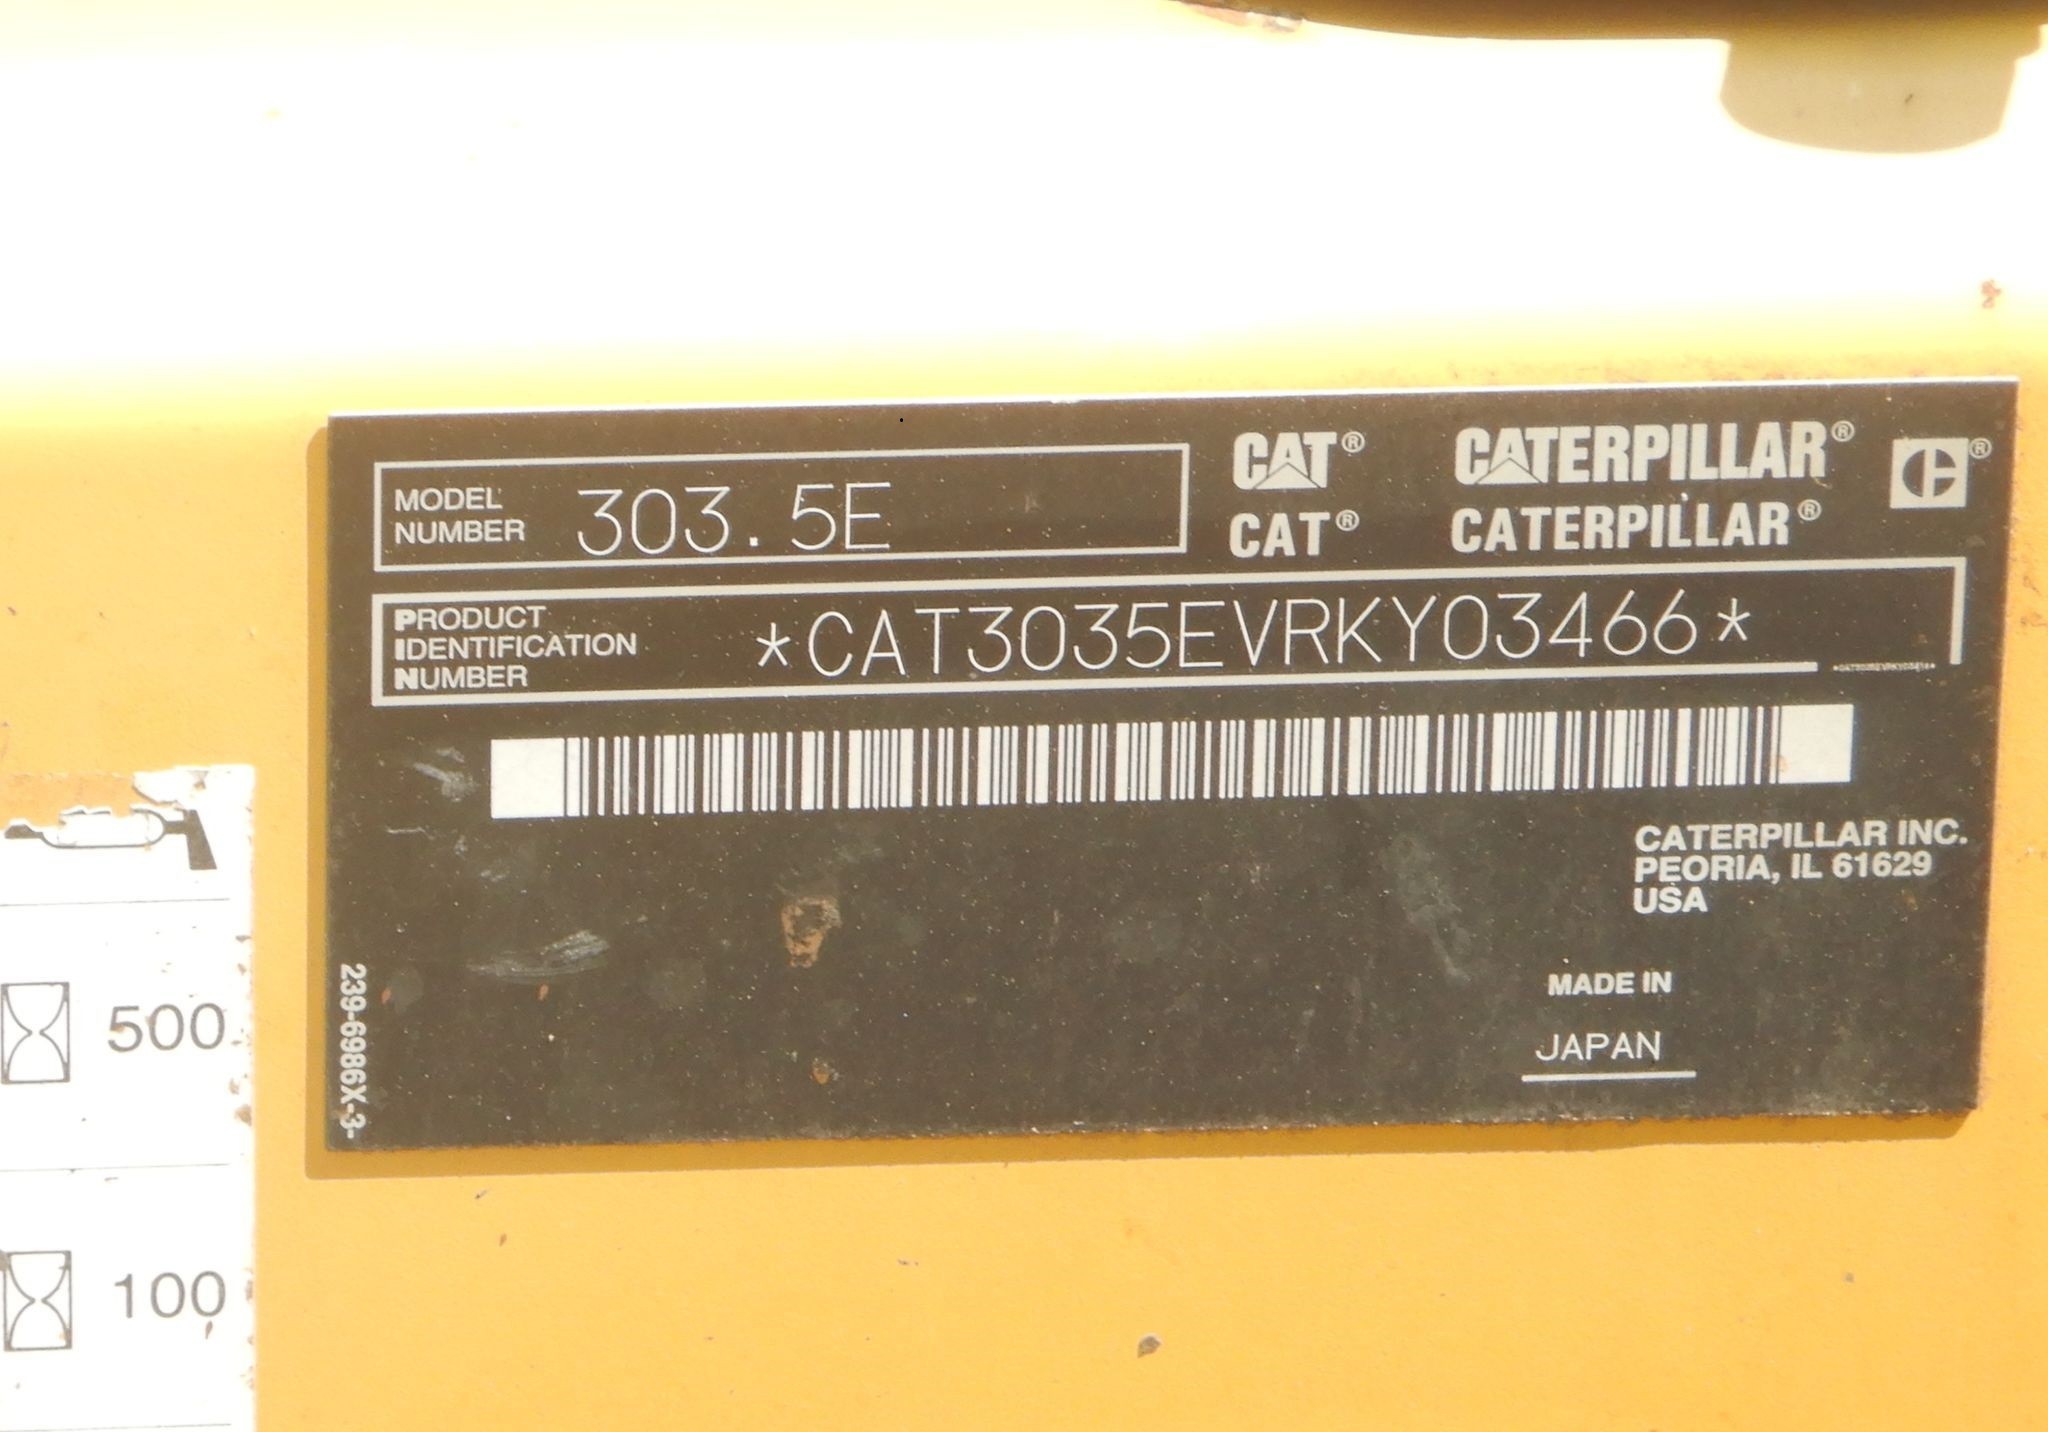 MODEL
NUMBER
303.5E
CAT® CATERPILLAR® ®
CAT® CATERPILLAR®
PRODUCT
IDENTIFICATION
NUMBER
*CAT3035EVRKY03466*
CATERPILLAR INC.
PEORIA, IL 61629
USA
MADE IN
JAPAN
239-6986X-3-
500
100